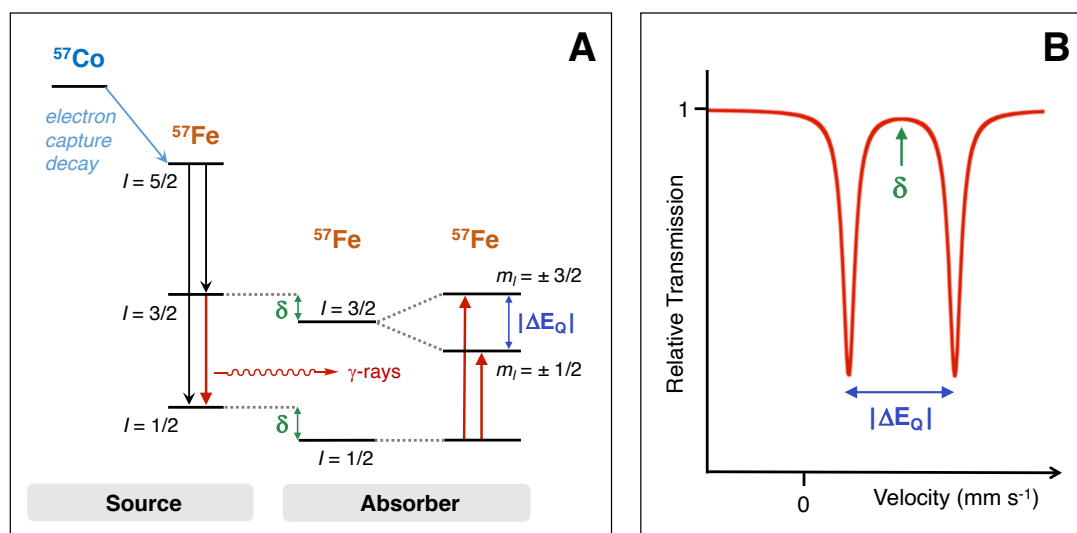 A
⁵⁷Co
electron
capture
decay
⁵⁷Fe
I = 5/2
⁵⁷Fe
⁵⁷Fe
mI = ± 3/2
I = 3/2
δ
I = 3/2
|ΔEQ|
γ-rays
mI = ± 1/2
I = 1/2
δ
I = 1/2
Source
Absorber
B
1
Relative Transmission
δ
|ΔEQ|
0
Velocity (mm s⁻¹)